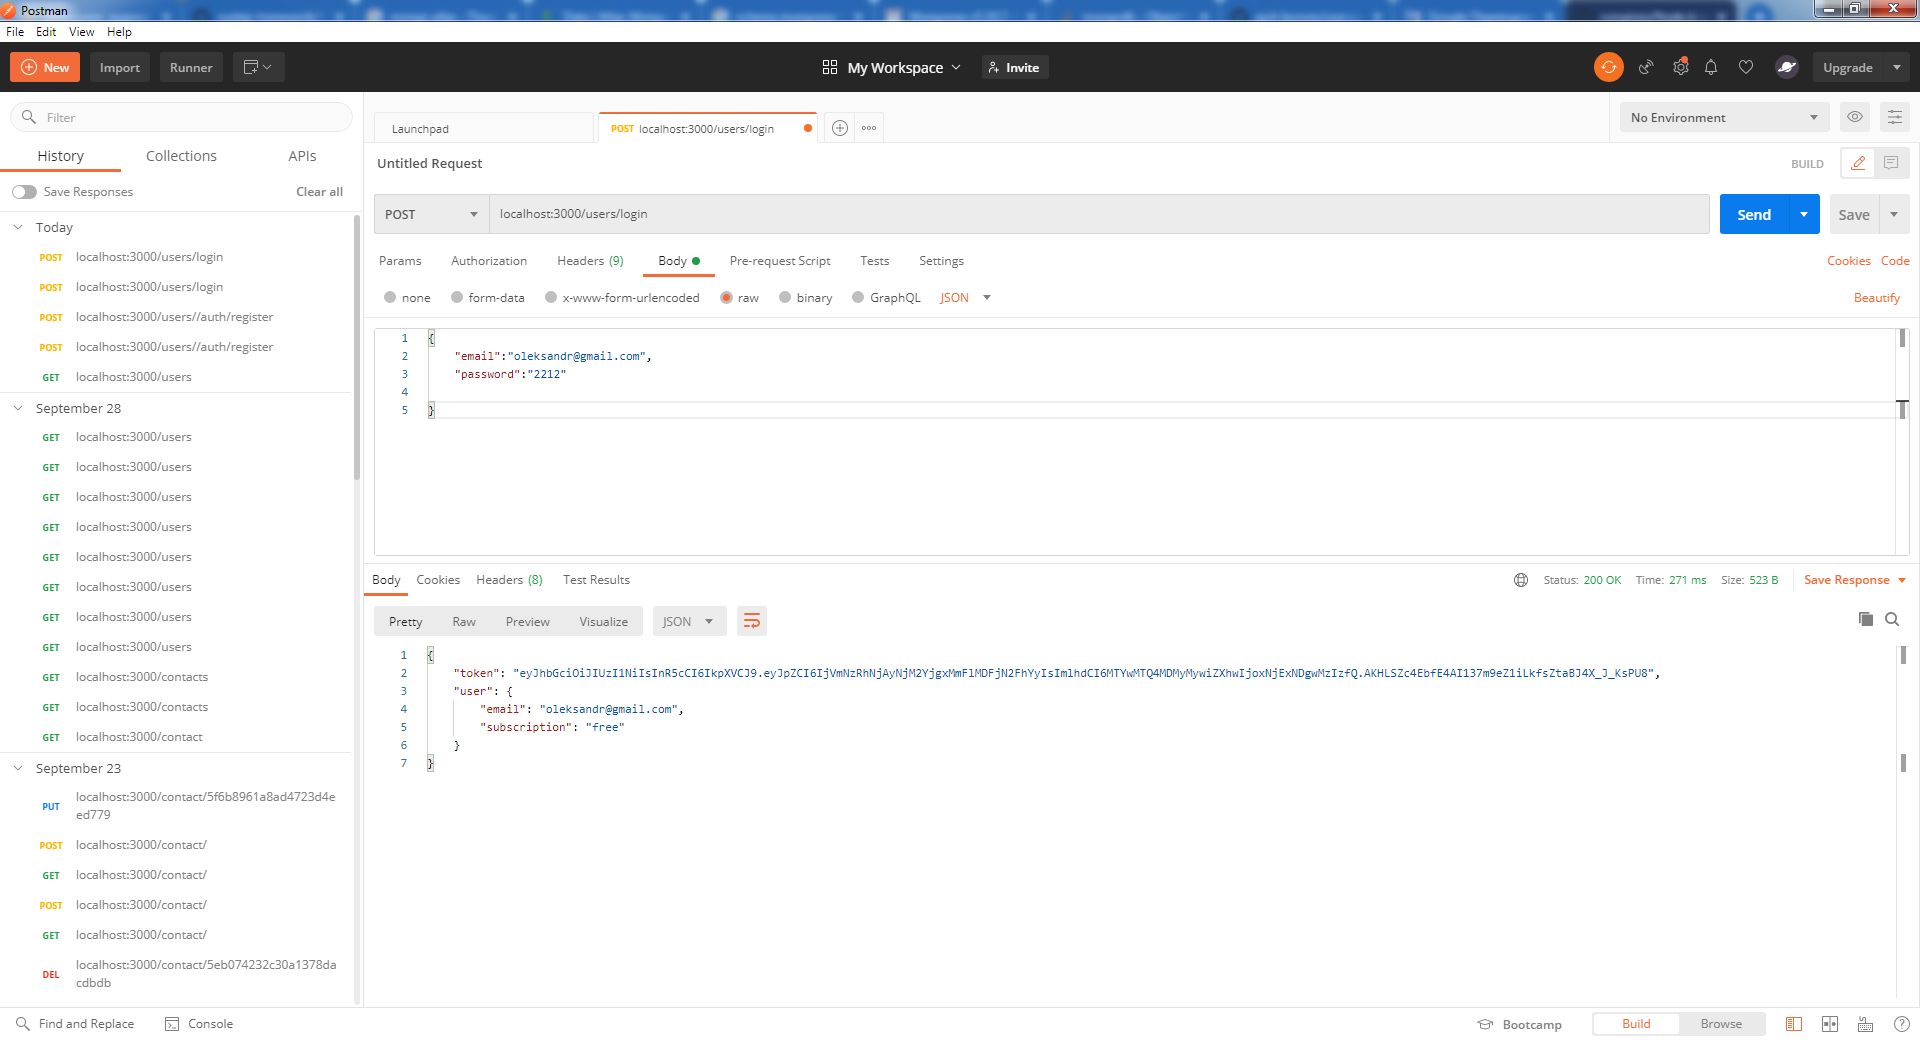 Postman
File Edit View Help
New Import Runner My Workspace Invite Upgrade
Filter
History Collections APIs
Save Responses Clear all
Today
POST localhost:3000/users/login
POST localhost:3000/users/login
POST localhost:3000/users//auth/register
POST localhost:3000/users//auth/register
GET localhost:3000/users
September 28
GET localhost:3000/users
GET localhost:3000/users
GET localhost:3000/users
GET localhost:3000/users
GET localhost:3000/users
GET localhost:3000/users
GET localhost:3000/users
GET localhost:3000/users
GET localhost:3000/contacts
GET localhost:3000/contacts
GET localhost:3000/contact
September 23
PUT localhost:3000/contact/5f6b8961a8ad4723d4e
ed779
POST localhost:3000/contact/
GET localhost:3000/contact/
POST localhost:3000/contact/
GET localhost:3000/contact/
DEL localhost:3000/contact/5eb074232c30a1378da
cdbdb
Launchpad POST localhost:3000/users/login No Environment
Untitled Request BUILD
POST localhost:3000/users/login Send Save
Params Authorization Headers (9) Body Pre-request Script Tests Settings Cookies Code
none form-data x-www-form-urlencoded raw binary GraphQL JSON Beautify
1 {
2 "email":"oleksandr@gmail.com",
3 "password":"2212"
4
5 }
Body Cookies Headers (8) Test Results Status: 200 OK Time: 271 ms Size: 523 B Save Response
Pretty Raw Preview Visualize JSON
1 {
2 "token": "eyJhbGciOiJIUzI1NiIsInR5cCI6IkpXVCJ9.eyJpZCI6IjVmNzRhNjAyNjM2YjgxMmFlMDFjN2FhYyIsImlhdCI6MTYwMTQ4MDMyMywiZXhwIjoxNjExNDgwMzIzfQ.AKHLSZc4EbfE4AI137m9eZ1iLkfsZtaBJ4X_J_KsPU8",
3 "user": {
4 "email": "oleksandr@gmail.com",
5 "subscription": "free"
6 }
7 }
Find and Replace Console Bootcamp Build Browse